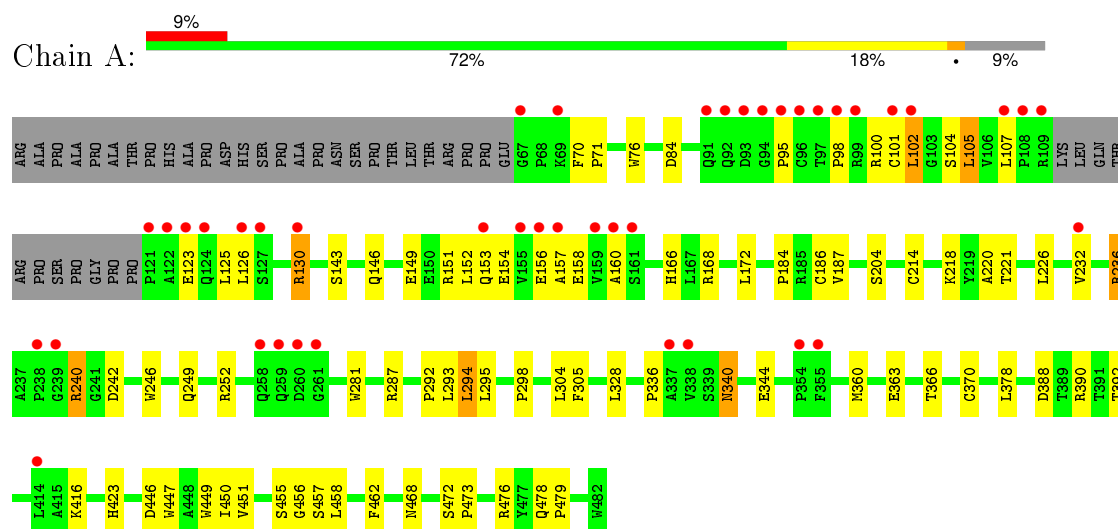 9%
Chain A:
72% 18% • 9%
ARG ALA PRO ALA PRO ALA THR PRO HIS ALA PRO ASP HIS SER PRO ALA PRO ASN SER PRO THR LEU THR ARG PRO PRO GLU G67 P68 K69 F70 P71 W76 D84 Q91 Q92 D93 G94 P95 C96 T97 P98 R99 R100 C101 L102 G103 S104 L105 V106 L107 P108 R109 LYS LEU GLN THR
ARG PRO SER PRO GLY PRO PRO P121 A122 E123 Q124 L125 L126 S127 R130 S143 Q146 E149 E150 R151 L152 Q153 E154 V155 E156 A157 E158 V159 A160 S161 H166 L167 R168 L172 P184 R185 C186 V187 S204 C214 K218 Y219 A220 T221 L226 V232 R236
A237 P238 G239 R240 G241 D242 W246 Q249 R252 Q258 Q259 D260 G261 W281 R287 P292 L293 L294 L295 P298 L304 F305 L328 P336 A337 V338 S339 N340 E344 P354 F355 M360 E363 T366 C370 L378 D388 T389 R390 T391 T392
L414 A415 K416 H423 D446 W447 A448 W449 I450 V451 S455 G456 S457 L458 F462 N468 S472 P473 R476 Y477 Q478 P479 W482